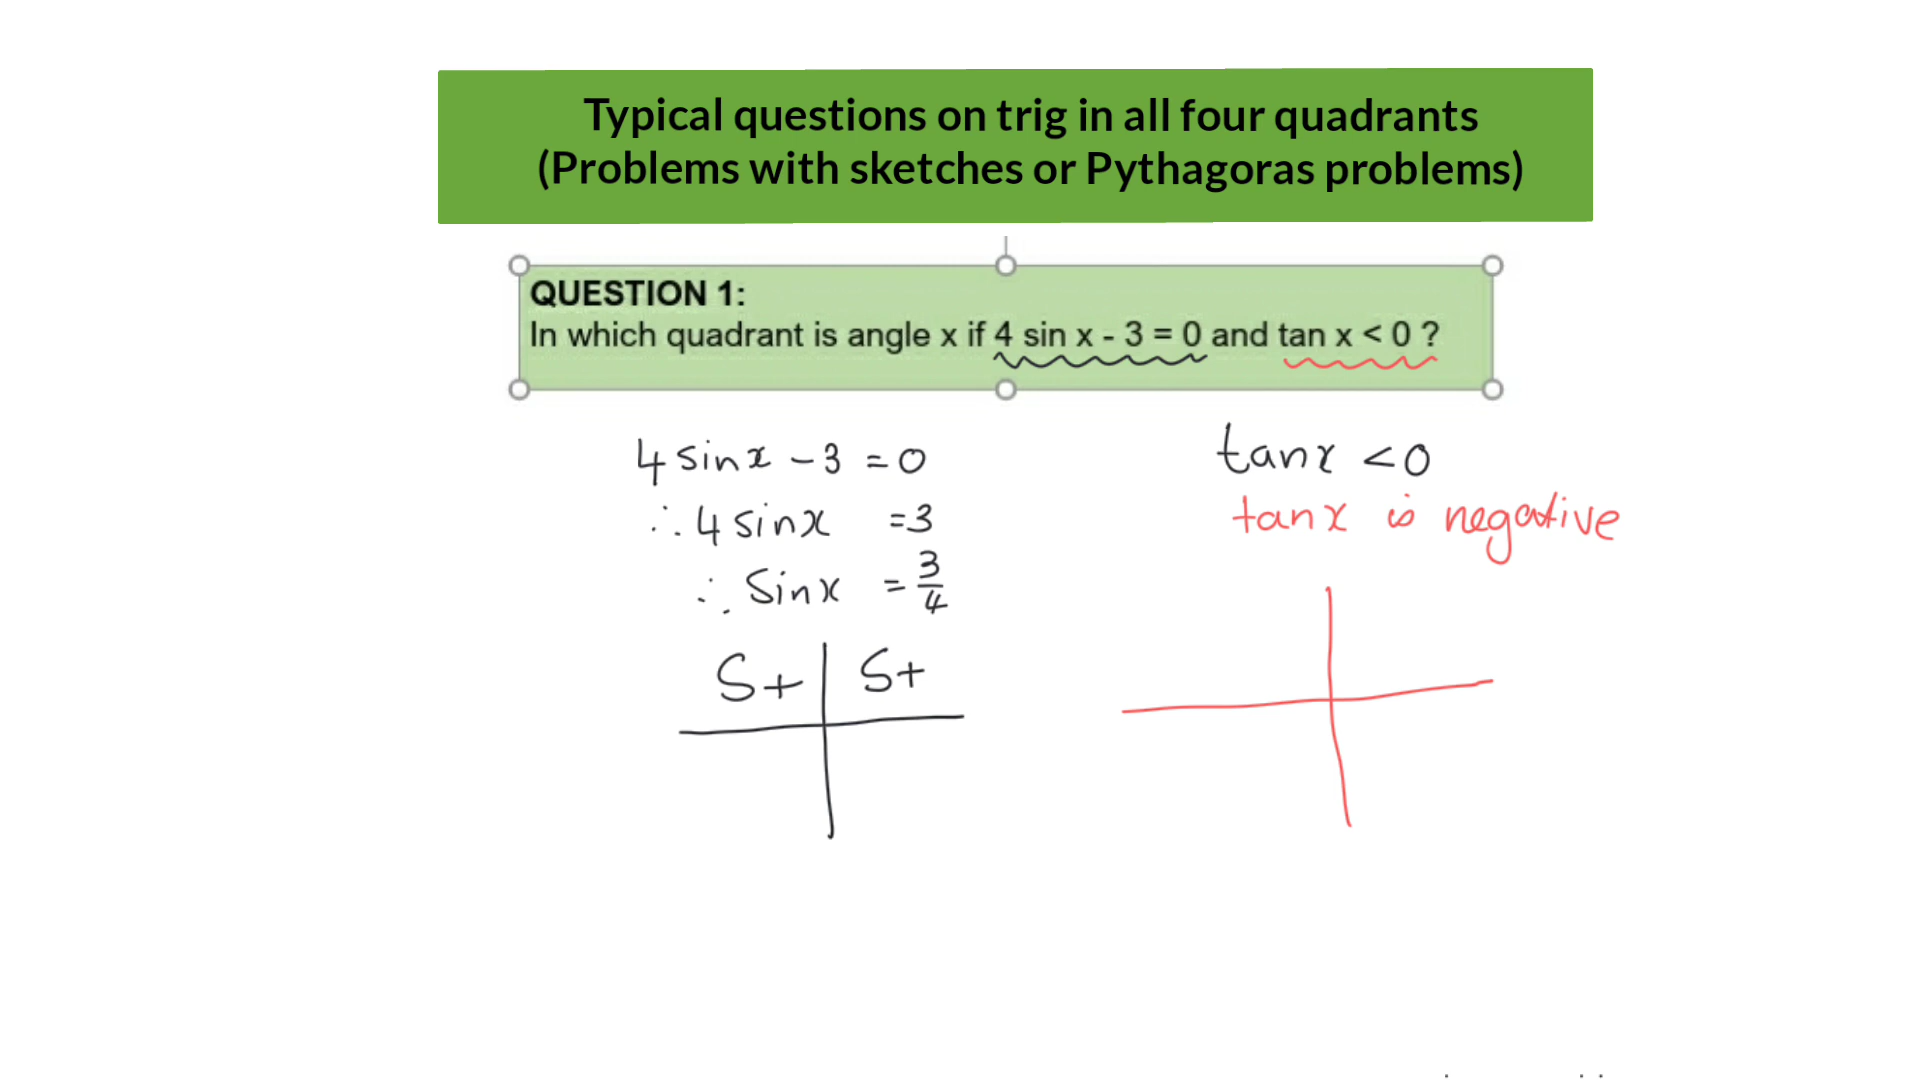 Typical questions on trig in all four quadrants
(Problems with sketches or Pythagoras problems)
QUESTION 1:
In which quadrant is angle x if 4 sin x - 3 = 0 and tan x < 0 ?
4 sin x - 3 = 0
∴ 4 sin x = 3
∴ Sin x = 3/4
S+ S+
tan x < 0
tan x is negative